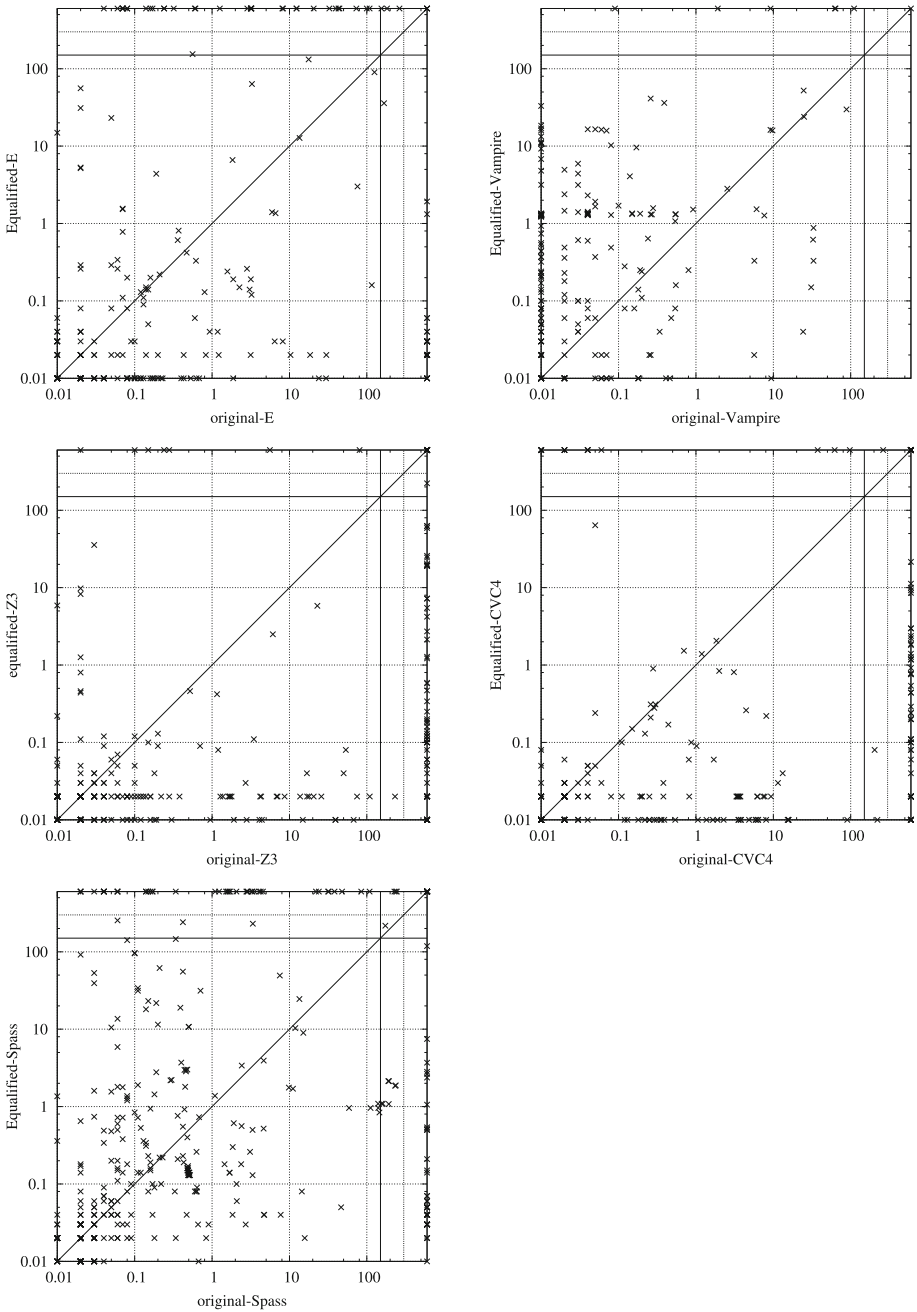 100
10
1
0.1
0.01
Equalified-E
0.01 0.1 1 10 100
original-E
100
10
1
0.1
0.01
Equalified-Vampire
0.01 0.1 1 10 100
original-Vampire
100
10
1
0.1
0.01
equalified-Z3
0.01 0.1 1 10 100
original-Z3
100
10
1
0.1
0.01
Equalified-CVC4
0.01 0.1 1 10 100
original-CVC4
100
10
1
0.1
0.01
Equalified-Spass
0.01 0.1 1 10 100
original-Spass